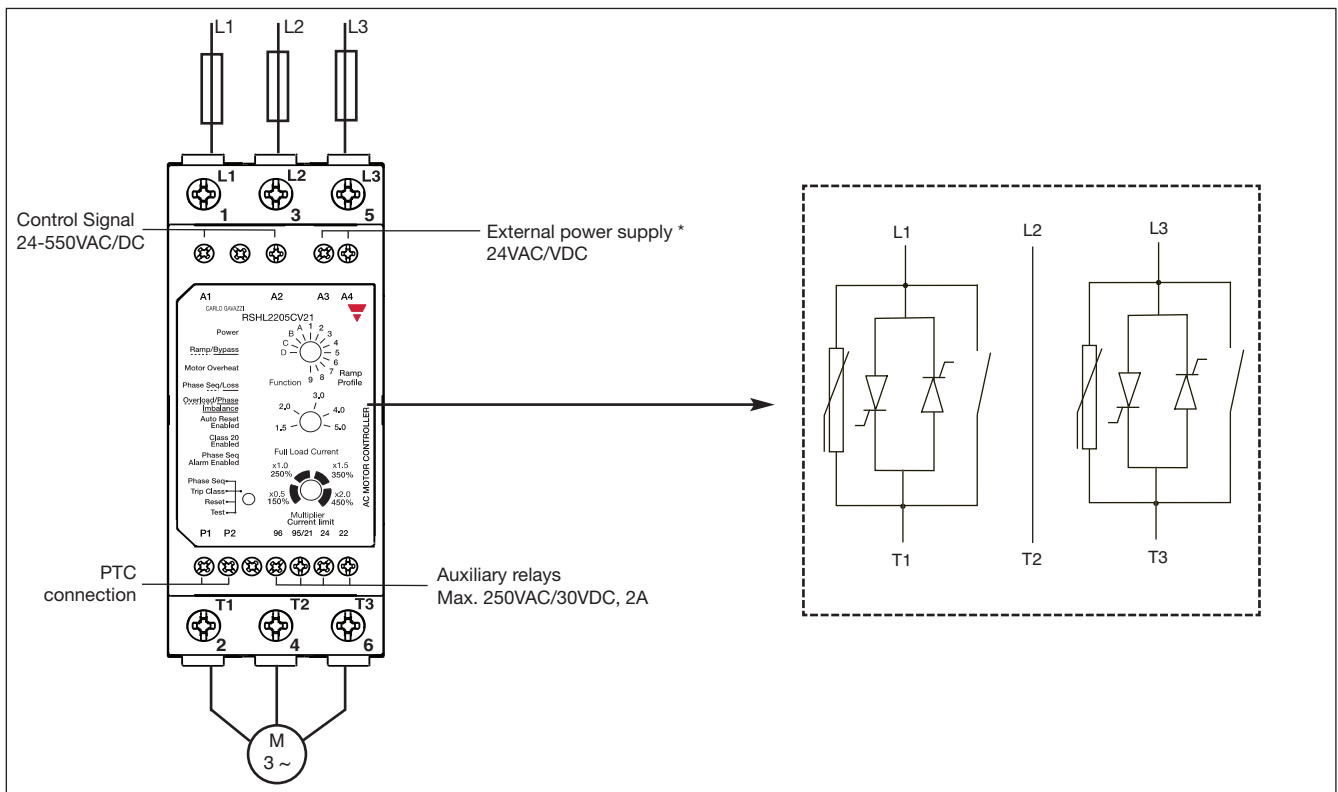 L1 L2 L3
L1 L2 L3
1 3 5
Control Signal
24-550VAC/DC
External power supply *
24VAC/VDC
A1 A2 A3 A4
CARLO GAVAZZI
RSHL2205CV21
Power
Ramp/Bypass
Motor Overheat
Phase Seq/Loss
Overload/Phase
Imbalance
Auto Reset
Enabled
Class 20
Enabled
Phase Seq
Alarm Enabled
Phase Seq
Trip Class
Reset
Test
D C B A 1 2 3 4 5 6 7 8 9
Function
Ramp
Profile
1.5 2.0 3.0 4.0 5.0
Full Load Current
x1.0
250%
x1.5
350%
x0.5
150%
x2.0
450%
Multiplier
Current limit
AC MOTOR CONTROLLER
P1 P2 96 95/21 24 22
PTC
connection
Auxiliary relays
Max. 250VAC/30VDC, 2A
T1 T2 T3
2 4 6
M
3 ~
L1 L2 L3
T1 T2 T3